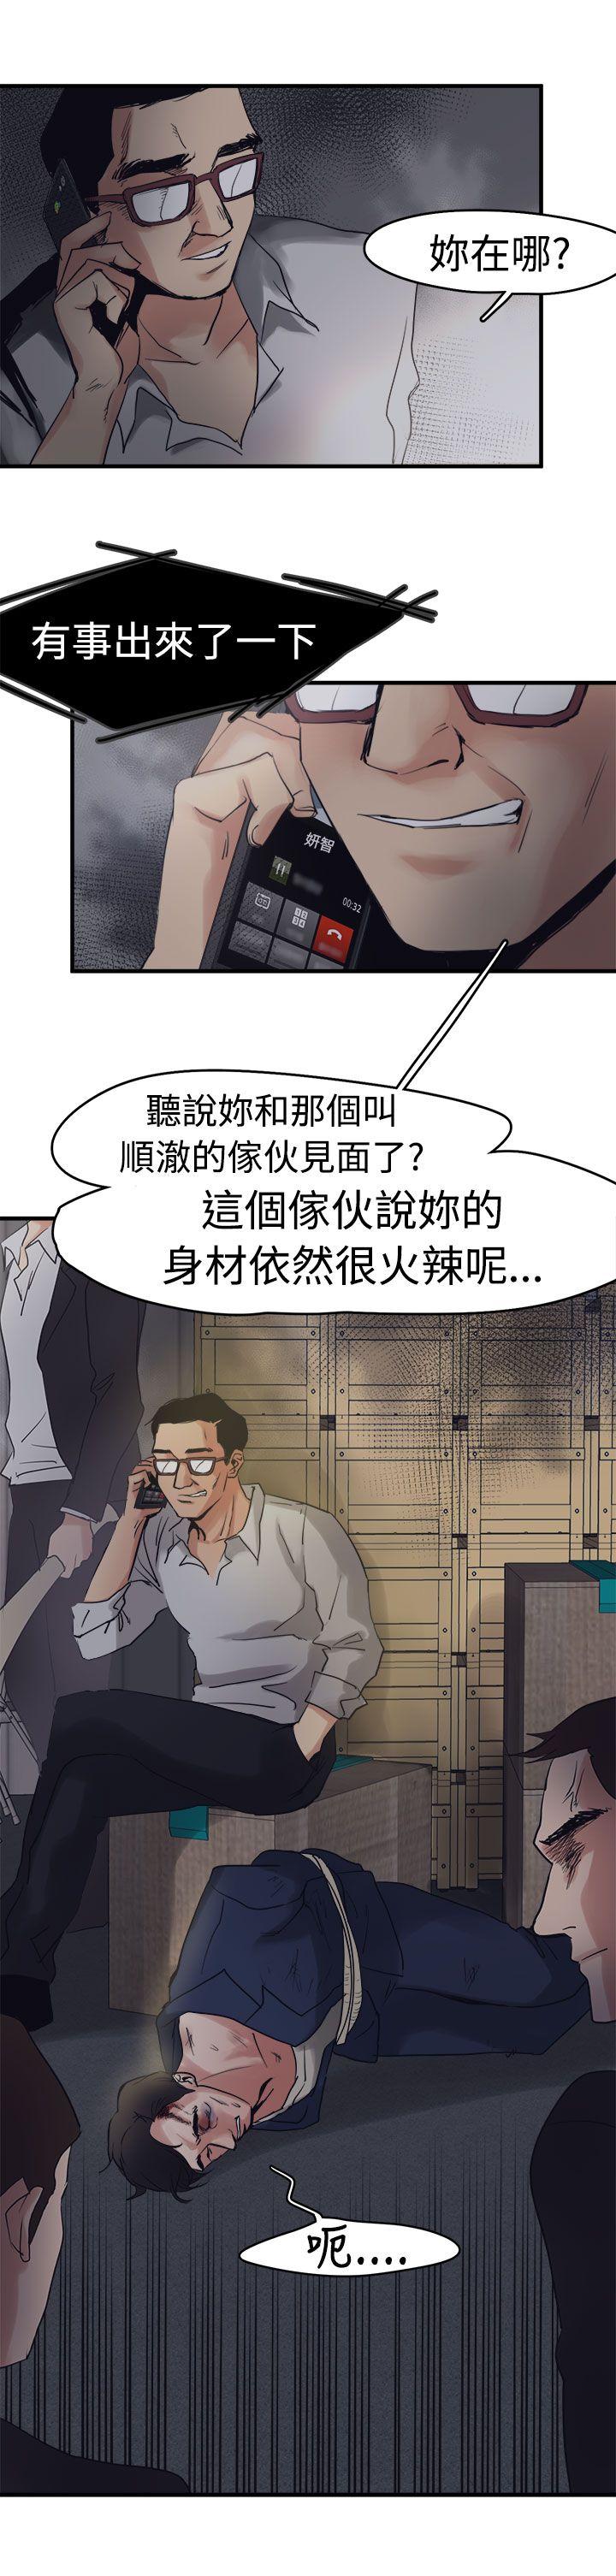 妳在哪?
有事出來了一下
妍智
00:32
聽說妳和那個叫
順澈的傢伙見面了?
這個傢伙說妳的
身材依然很火辣呢...
呃....